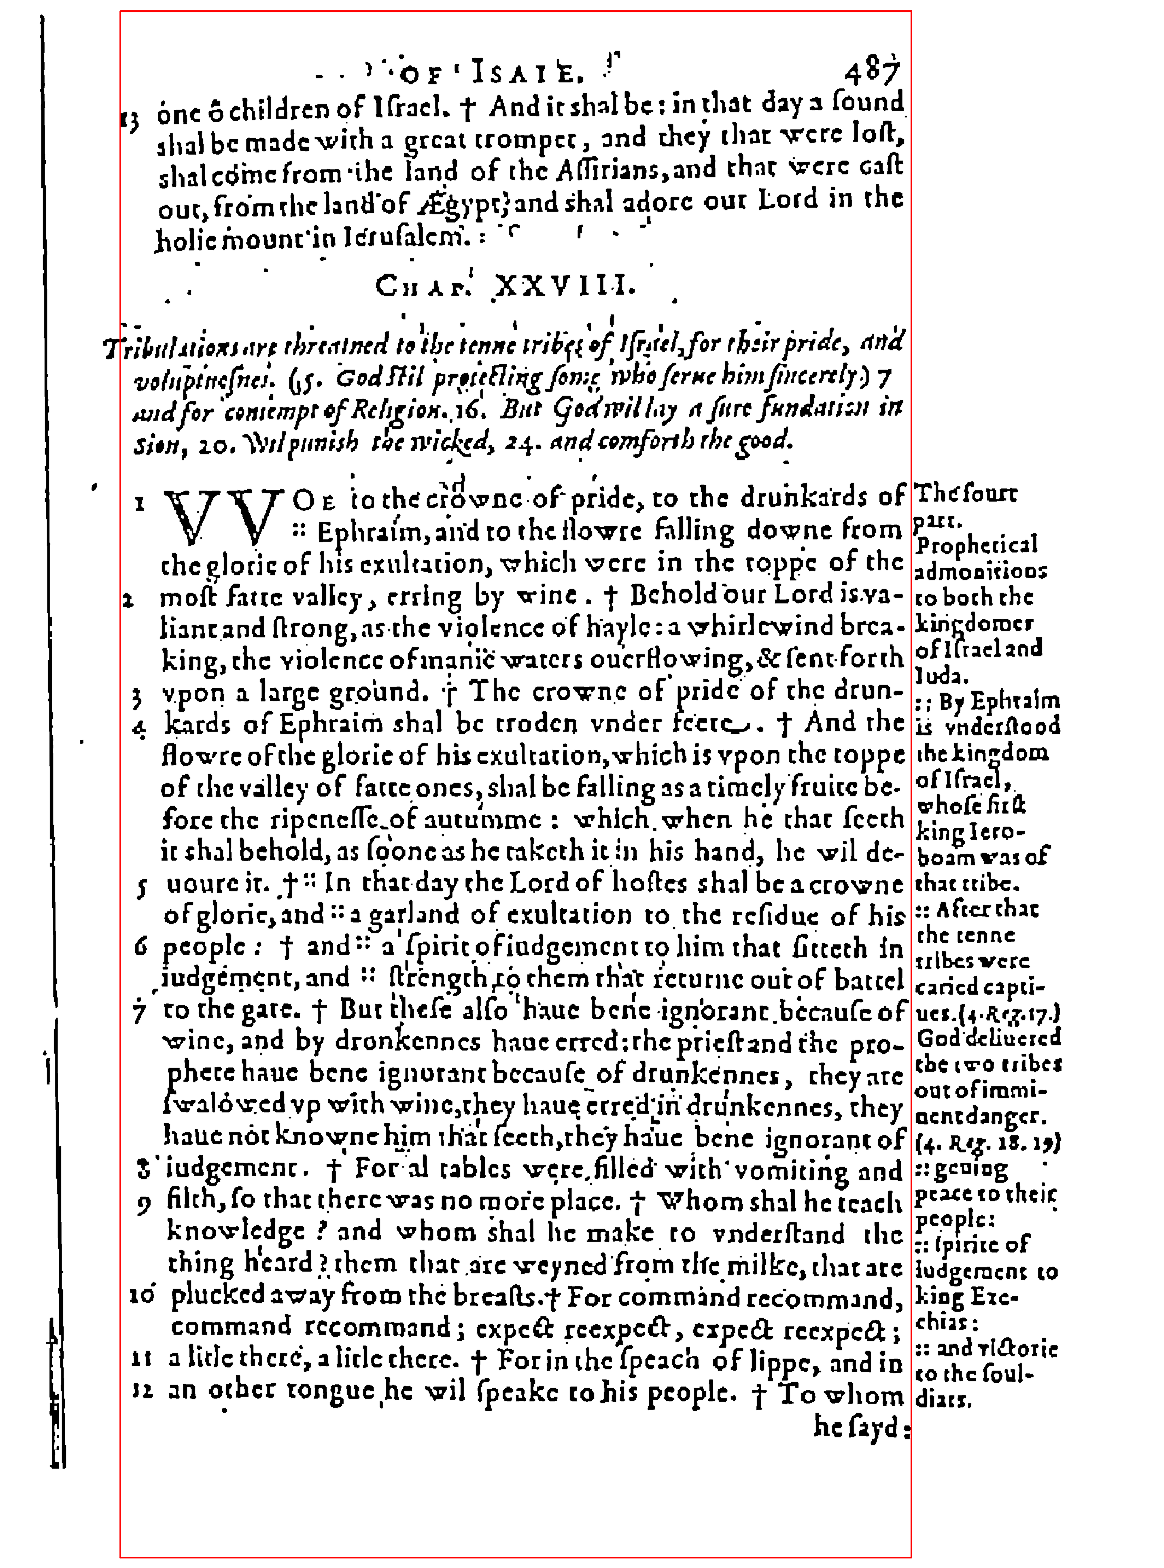 OF ISAIE. 487
13 one ô children of Iſrael. † And it shal be: in that day a ſound
shal be made with a great trompet, and they that were loſt,
shal come from the land of the Aſſirians, and that were caſt
out, from the land of Ægypt; and shal adore our Lord in the
holie mount in Ieruſalem. :
CHAP. XXVIII.
Tribulations are threatned to the tenne tribes of Iſrael, for their pride, and
voluptueſnes. (5. God ſtil protecting ſome who ſerue him ſincerely) 7
and for contempt of Religion. 16. But God wil lay a ſure fundation in
Sion, 20. Wil punish the wicked, 24. and comforth the good.
1 VVOE to the crowne of pride, to the drunkards of
:: Ephraim, and to the flowre falling downe from
the glorie of his exultation, which were in the toppe of the
2 moſt fatte valley, erring by wine. † Behold our Lord is va-
liant and ſtrong, as the violence of hayle: a whirlewind brea-
king, the violence of manie waters ouerflowing, & ſent forth
3 vpon a large ground. † The crowne of pride of the drun-
4 kards of Ephraim shal be troden vnder feete. † And the
flowre of the glorie of his exultation, which is vpon the toppe
of the valley of fatte ones, shal be falling as a timely fruite be-
fore the ripeneſſe of autumme: which when he that ſeeth
it shal behold, as ſoone as he taketh it in his hand, he wil de-
5 uoure it. † :: In that day the Lord of hoſtes shal be a crowne
of glorie, and :: a garland of exultation to the reſidue of his
6 people: † and :: a ſpirit of iudgement to him that ſitteth in
iudgement, and :: ſtrength to them that returne out of battel
7 to the gate. † But theſe alſo haue bene ignorant becauſe of
wine, and by dronkennes haue erred: the prieſt and the pro-
phete haue bene ignorant becauſe of drunkennes, they are
ſwalowed vp with wine, they haue erred in drunkennes, they
haue not knowne him that ſeeth, they haue bene ignorant of
8 iudgement. † For al tables were filled with vomiting and
9 filth, ſo that there was no more place. † Whom shal he teach
knowledge? and whom shal he make to vnderſtand the
thing heard? them that are weyned from the milke, that are
10 plucked away from the breaſts. † For command recommand,
command recommand; expect reexpect, expect reexpect;
11 a litle there, a litle there. † For in the ſpeach of lippe, and in
12 an other tongue he wil ſpeake to his people. † To whom
he ſayd:
The fourt
part.
Prophetical
admonitions
to both the
kingdomes
of Iſrael and
Iuda.
:: By Ephraim
is vnderſtood
the kingdom
of Iſrael,
whoſe firſt
king Iero-
boam was of
that tribe.
:: After that
the tenne
tribes were
caried capti-
ues. (4. Reg. 17.)
God deliuered
the two tribes
out of immi-
nent danger.
(4. Reg. 18. 19)
:: geuing
peace to their
people:
:: ſpirite of
iudgement to
king Eze-
chias:
:: and victorie
to the ſoul-
diars.